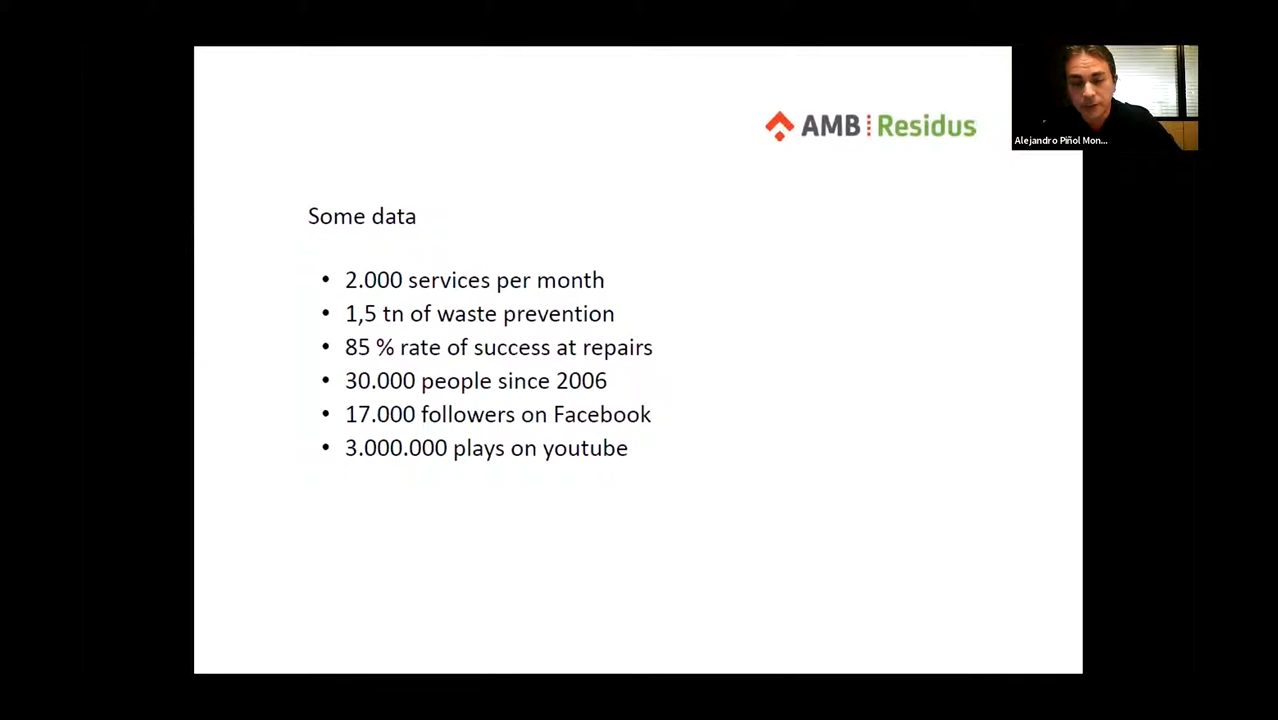 AMB Residus
Alejandro Piñol Mon...
Some data
• 2.000 services per month
• 1,5 tn of waste prevention
• 85 % rate of success at repairs
• 30.000 people since 2006
• 17.000 followers on Facebook
• 3.000.000 plays on youtube